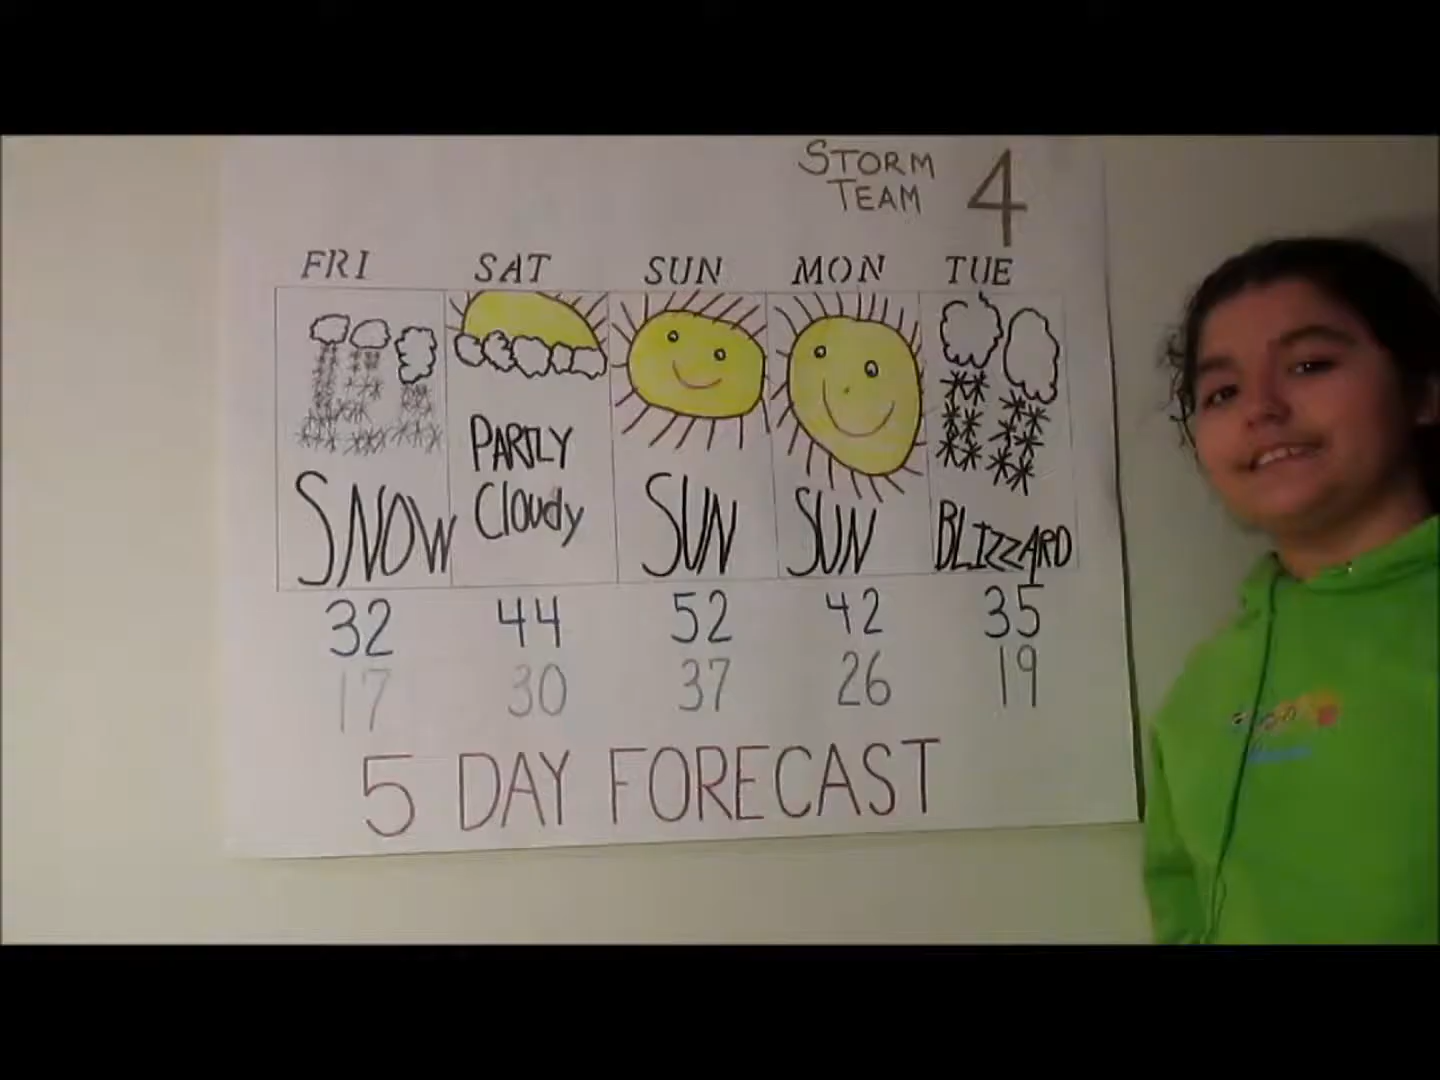 STORM
TEAM 4
FRI SAT SUN MON TUE
SNOW PARTLY Cloudy SUN SUN BLIZZARD
32 44 52 42 35
17 30 37 26 19
5 DAY FORECAST